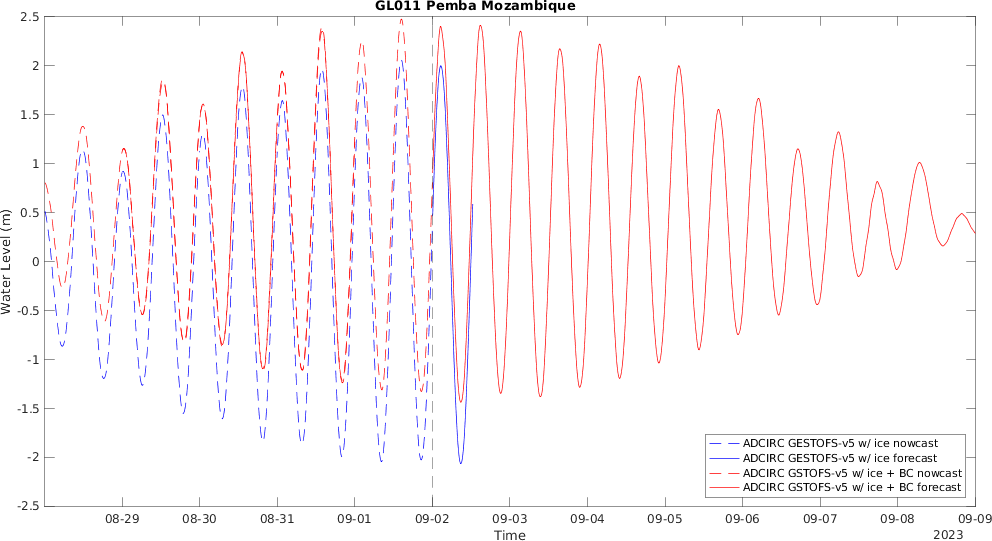 GL011 Pemba Mozambique
2.5
2
1.5
1
0.5
0
-0.5
-1
-1.5
-2
-2.5
Water Level (m)
08-29 08-30 08-31 09-01 09-02 09-03 09-04 09-05 09-06 09-07 09-08 09-09
Time
2023
ADCIRC GESTOFS-v5 w/ ice nowcast
ADCIRC GESTOFS-v5 w/ ice forecast
ADCIRC GSTOFS-v5 w/ ice + BC nowcast
ADCIRC GSTOFS-v5 w/ ice + BC forecast